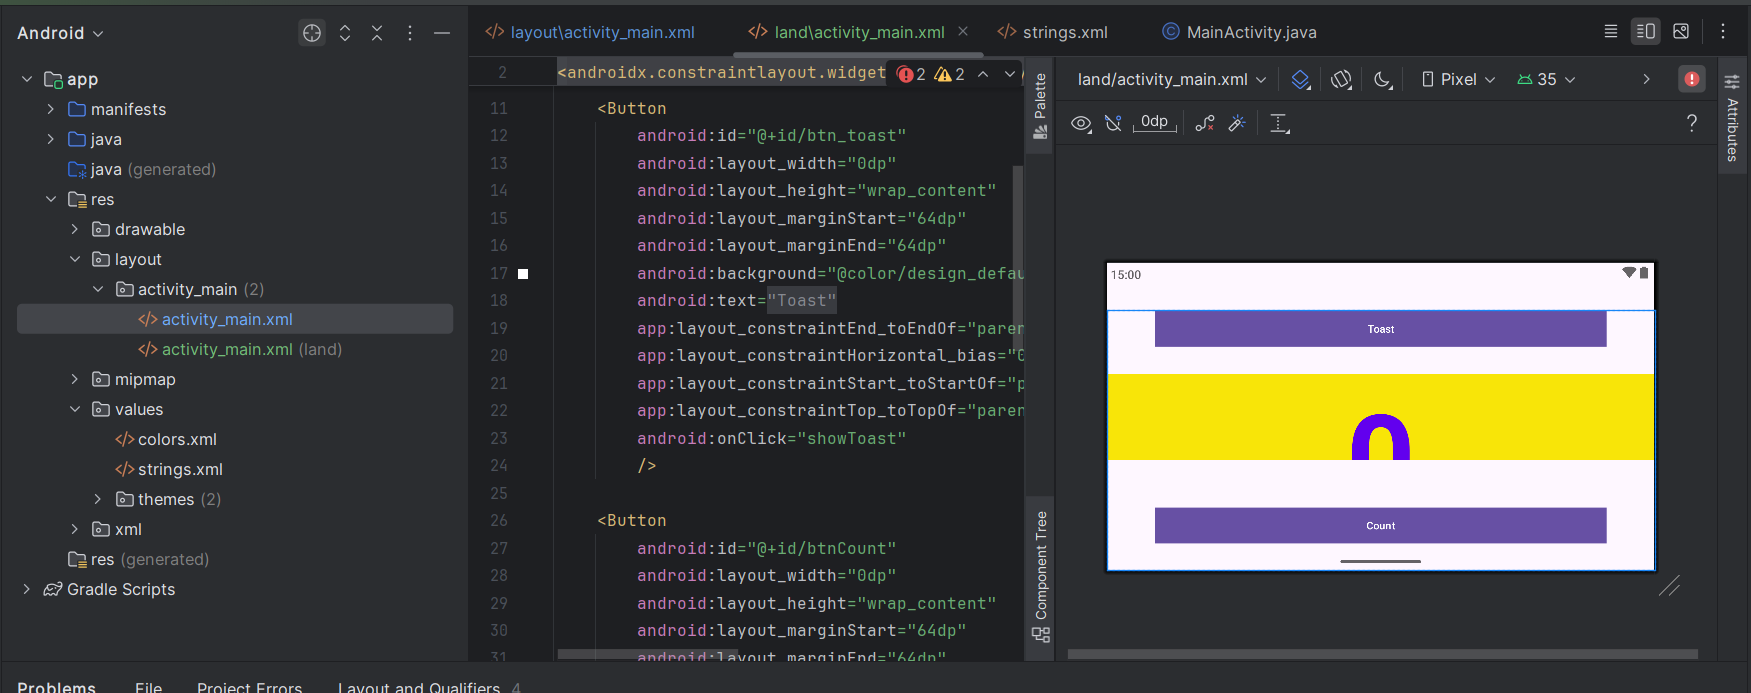 Android
layout\activity_main.xml
land\activity_main.xml
strings.xml
MainActivity.java
app
manifests
java
java (generated)
res
drawable
layout
activity_main (2)
activity_main.xml
activity_main.xml (land)
mipmap
values
colors.xml
strings.xml
themes (2)
xml
res (generated)
Gradle Scripts
2 <androidx.constraintlayout.widget
2 2
11 <Button
12 android:id="@+id/btn_toast"
13 android:layout_width="0dp"
14 android:layout_height="wrap_content"
15 android:layout_marginStart="64dp"
16 android:layout_marginEnd="64dp"
17 android:background="@color/design_defau
18 android:text="Toast"
19 app:layout_constraintEnd_toEndOf="paren
20 app:layout_constraintHorizontal_bias="0
21 app:layout_constraintStart_toStartOf="p
22 app:layout_constraintTop_toTopOf="paren
23 android:onClick="showToast"
24 />
25
26 <Button
27 android:id="@+id/btnCount"
28 android:layout_width="0dp"
29 android:layout_height="wrap_content"
30 android:layout_marginStart="64dp"
31 android:layout_marginEnd="64dp"
Palette
Component Tree
land/activity_main.xml
Pixel
35
0dp
?
Attributes
15:00
Toast
Count
Problems
File
Project Errors
Layout and Qualifiers 4